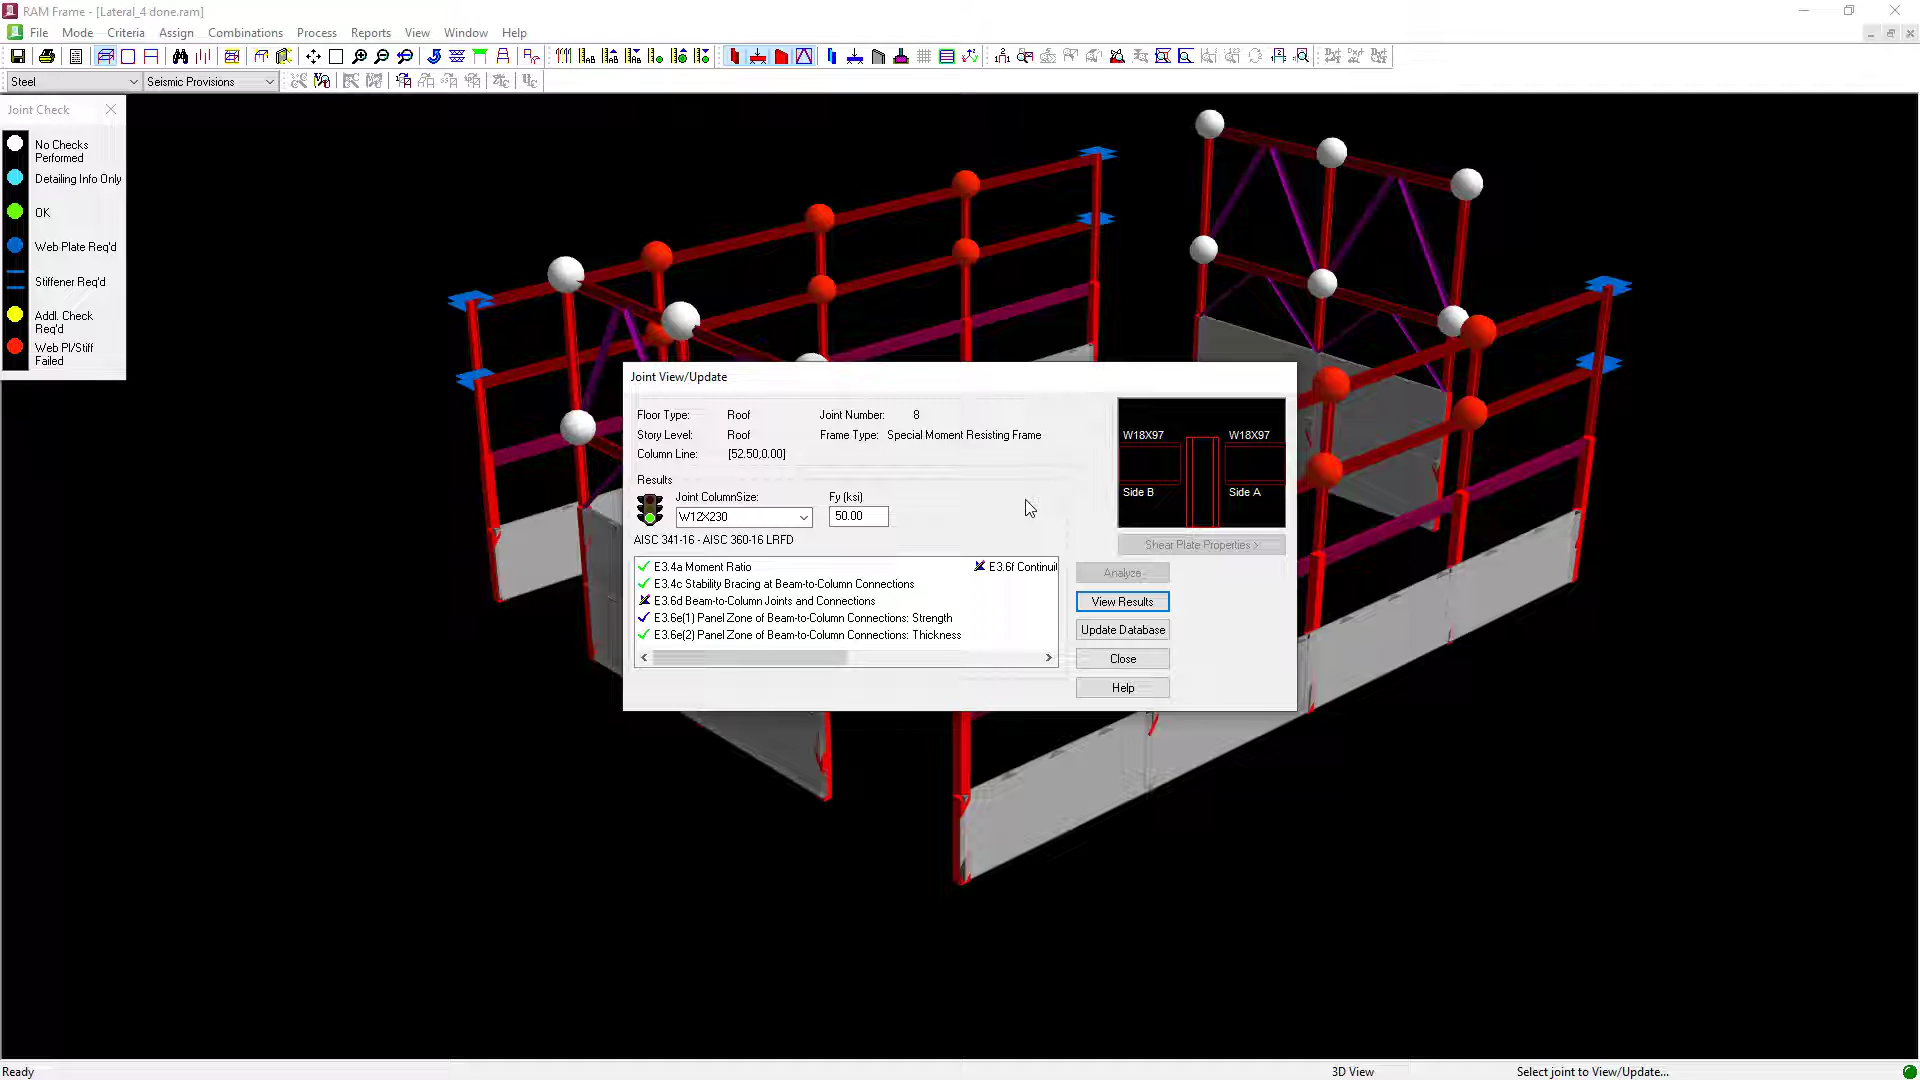 RAM Frame - [Lateral_4 done.ram]
File Mode Criteria Assign Combinations Process Reports View Window Help
Steel Seismic Provisions
Joint Check
No Checks
Performed
Detailing Info Only
OK
Web Plate Req'd
Stiffener Req'd
Addl. Check
Req'd
Web Pl/Stiff
Failed
Joint View/Update
Floor Type: Roof Joint Number: 8
Story Level: Roof Frame Type: Special Moment Resisting Frame
Column Line: [52.50,0.00]
Results
Joint ColumnSize: Fy (ksi)
W12X230 50.00
AISC 341-16 - AISC 360-16 LRFD
E3.4a Moment Ratio
E3.4c Stability Bracing at Beam-to-Column Connections
E3.6d Beam-to-Column Joints and Connections
E3.6e(1) Panel Zone of Beam-to-Column Connections: Strength
E3.6e(2) Panel Zone of Beam-to-Column Connections: Thickness
E3.6f Continuit
W18X97 W18X97
Side B Side A
Shear Plate Properties >
Analyze
View Results
Update Database
Close
Help
Ready 3D View Select joint to View/Update...